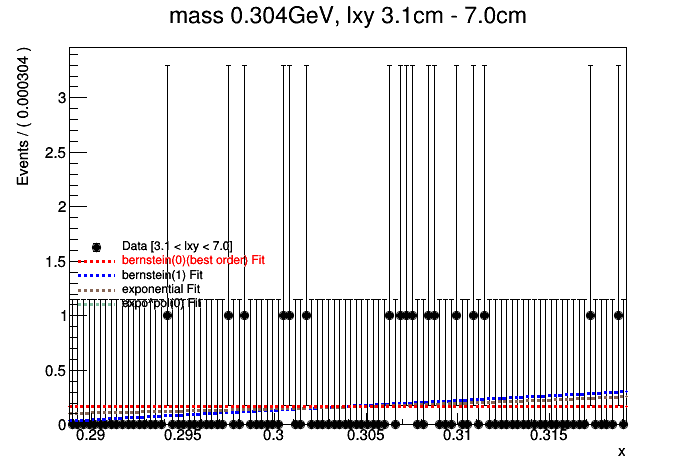 mass 0.304GeV, lxy 3.1cm - 7.0cm
Events / ( 0.000304 )
3
2.5
2
1.5
1
0.5
0
Data [3.1 < lxy < 7.0]
bernstein(0)(best order) Fit
bernstein(1) Fit
exponential Fit
expo*pol(0) Fit
0.29 0.295 0.3 0.305 0.31 0.315
x